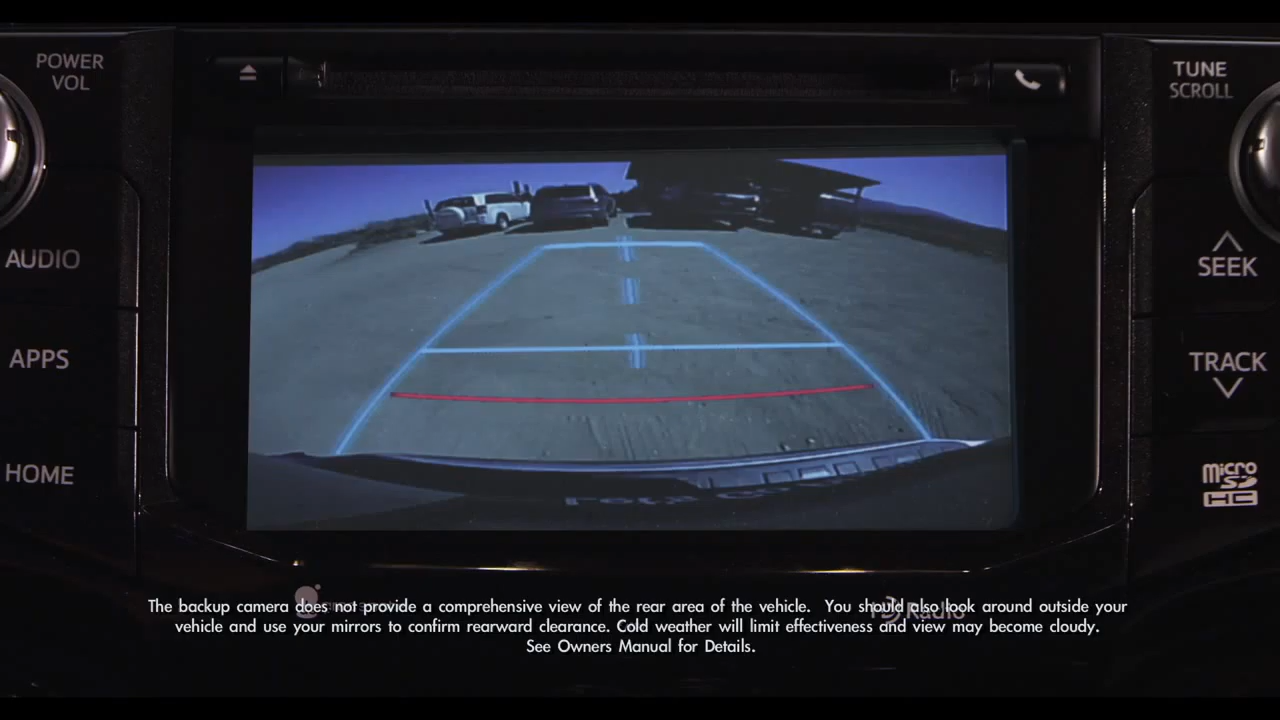 POWER
VOL
TUNE
SCROLL
AUDIO
SEEK
APPS
TRACK
HOME
micro
SD
HC
HD Radio
The backup camera does not provide a comprehensive view of the rear area of the vehicle. You should also look around outside your
vehicle and use your mirrors to confirm rearward clearance. Cold weather will limit effectiveness and view may become cloudy.
See Owners Manual for Details.